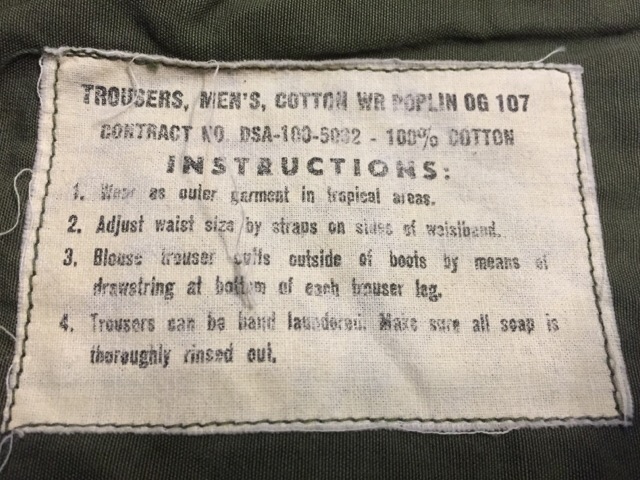 TROUSERS, MEN'S, COTTON WR POPLIN OG 107
CONTRACT NO. DSA-100-5032 - 100% COTTON
INSTRUCTIONS:
1. Wear as outer garment in tropical areas.
2. Adjust waist size by straps on sides of waistband.
3. Blouse trouser cuffs outside of boots by means of
drawstring at bottom of each trouser leg.
4. Trousers can be hand laundered. Make sure all soap is
thoroughly rinsed out.